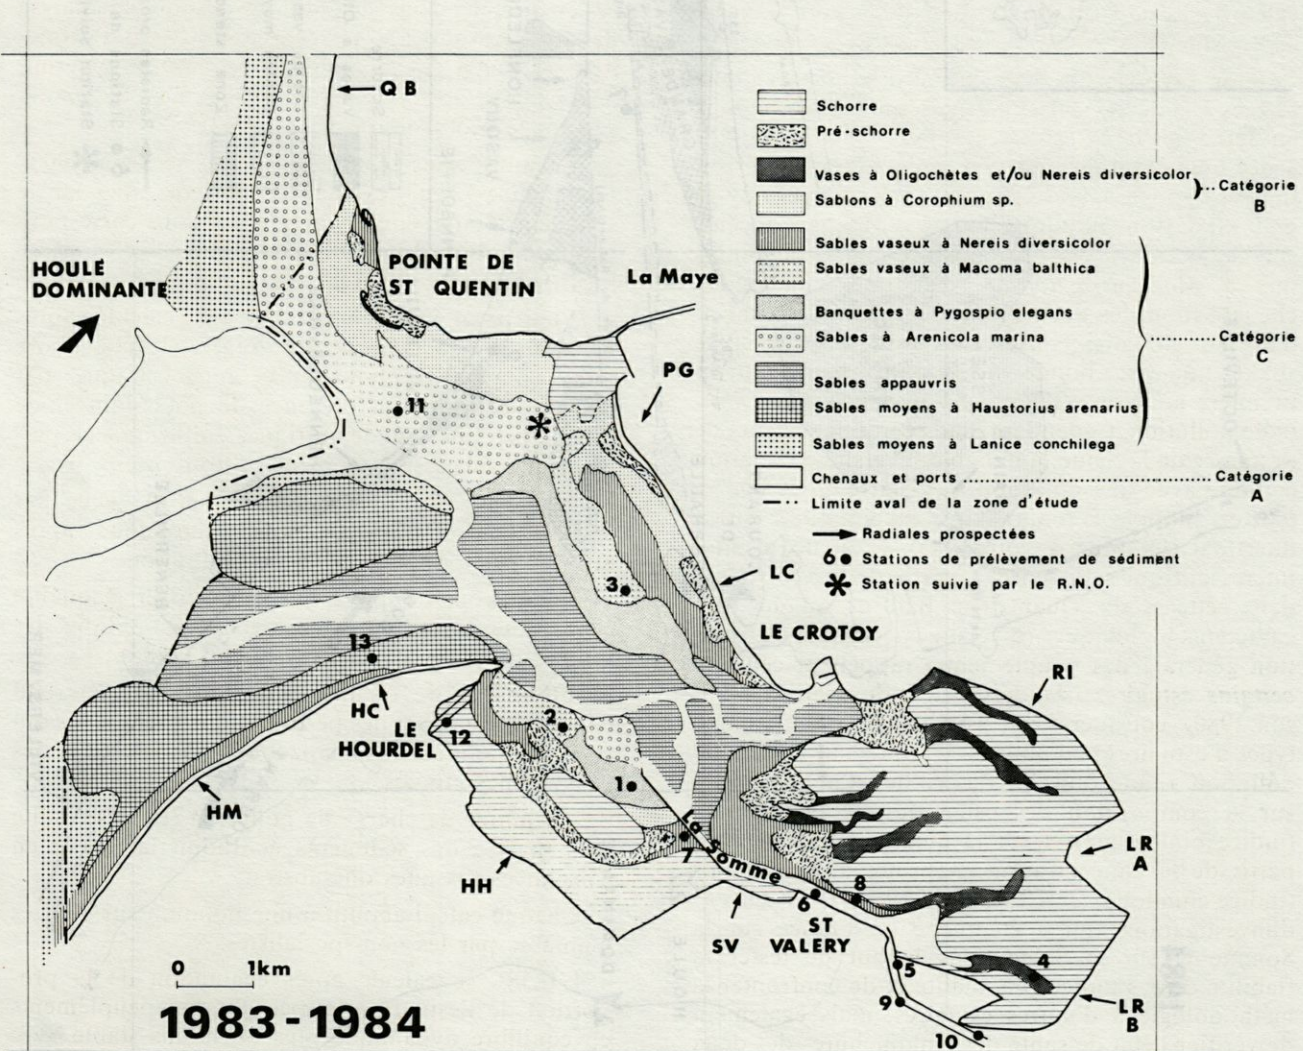 Q B
HOULE
DOMINANTE
POINTE DE
ST QUENTIN
La Maye
PG
LC
LE CROTOY
RI
11
3
13
HC
LE
HOURDEL
12
2
1
HM
HH
7
La Somme
SV
6
ST
VALERY
8
5
9
10
4
LR
A
LR
B
0 1km
1983-1984
Schorre
Pré-schorre
Vases à Oligochètes et/ou Nereis diversicolor
Sablons à Corophium sp.
)... Catégorie
B
Sables vaseux à Nereis diversicolor
Sables vaseux à Macoma balthica
Banquettes à Pygospio elegans
Sables à Arenicola marina
Sables appauvris
Sables moyens à Haustorius arenarius
Sables moyens à Lanice conchilega
Catégorie
C
Chenaux et ports ........ Catégorie
A
Limite aval de la zone d'étude
Radiales prospectées
6 Stations de prélèvement de sédiment
Station suivie par le R.N.O.